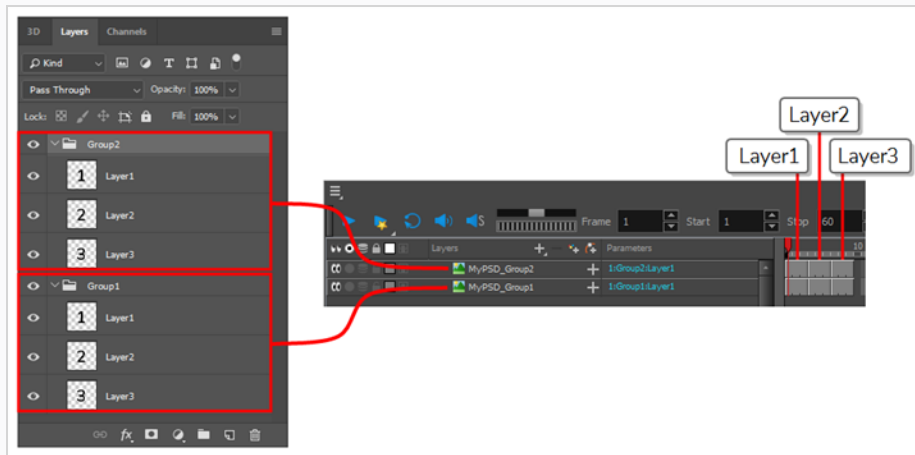 3D Layers Channels
Kind
Pass Through Opacity: 100%
Lock: Fill: 100%
Group2
1 Layer1
2 Layer2
3 Layer3
Group1
1 Layer1
2 Layer2
3 Layer3
fx
Layer2
Layer1 Layer3
S Frame 1 Start 1 Stop 60
Layers Parameters 10
MyPSD_Group2 1:Group2:Layer1
MyPSD_Group1 1:Group1:Layer1